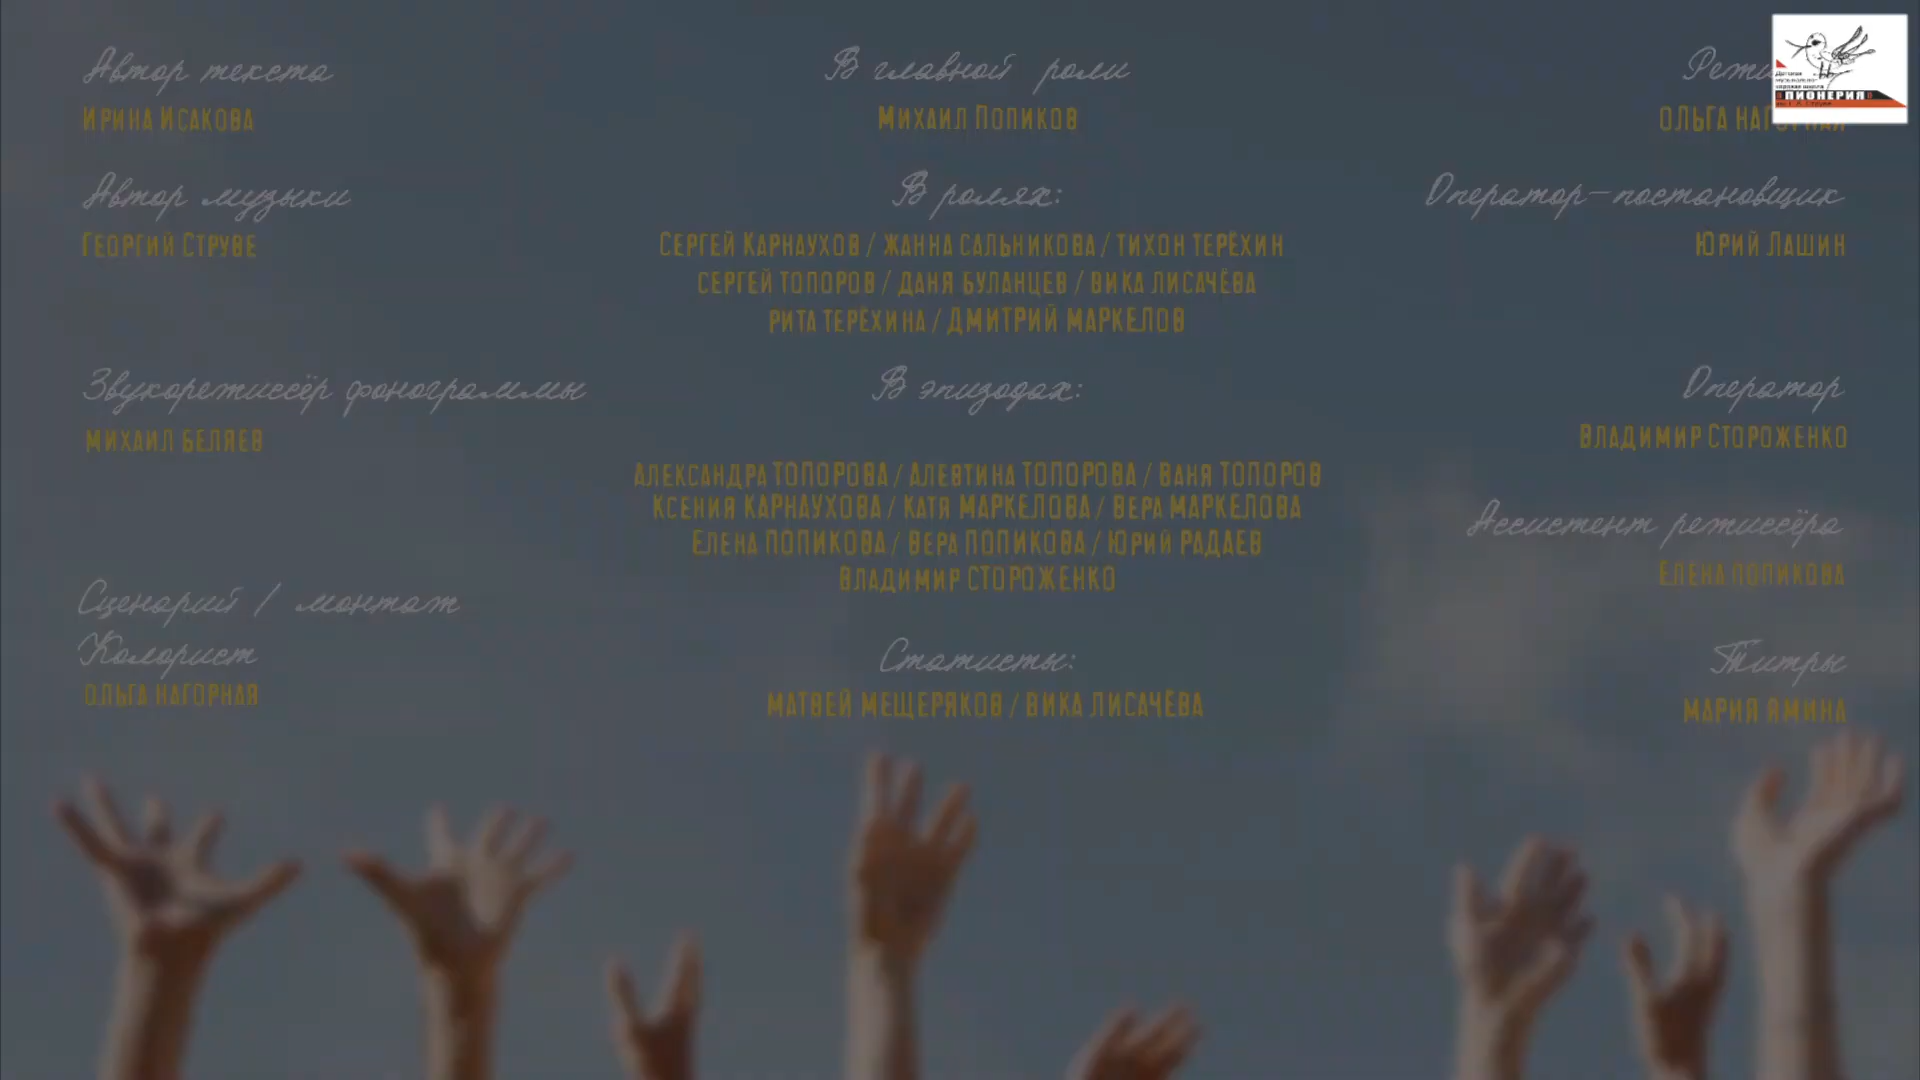 Автор текста
Ирина Исакова
Автор музыки
Георгий Струве
Звукорежиссёр фонограммы
Михаил Беляев
Сценарий / монтаж
Колорист
Ольга Нагорная
В главной роли
Михаил Попиков
В ролях:
Сергей Карнаухов / Жанна Сальникова / Тихон Терёхин
Сергей Топоров / Даня Буланцев / Вика Лисачёва
Рита Терёхина / Дмитрий Маркелов
В эпизодах:
Александра ТОПОРОВА / Алевтина ТОПОРОВА / Ваня ТОПОРОВ
Ксения КАРНАУХОВА / Катя МАРКЕЛОВА / Вера МАРКЕЛОВА
Елена ПОПИКОВА / Вера ПОПИКОВА / Юрий РАДАЕВ
Владимир СТОРОЖЕНКО
Статисты:
МАТВЕЙ МЕЩЕРЯКОВ / ВИКА ЛИСАЧЁВА
ОЛЬГА
Оператор-постановщик
Юрий Лашин
Оператор
Владимир Стороженко
Ассистент режиссёра
Елена Попикова
Титры
МАРИЯ ЯМИНА
ПИОНЕРИЯ